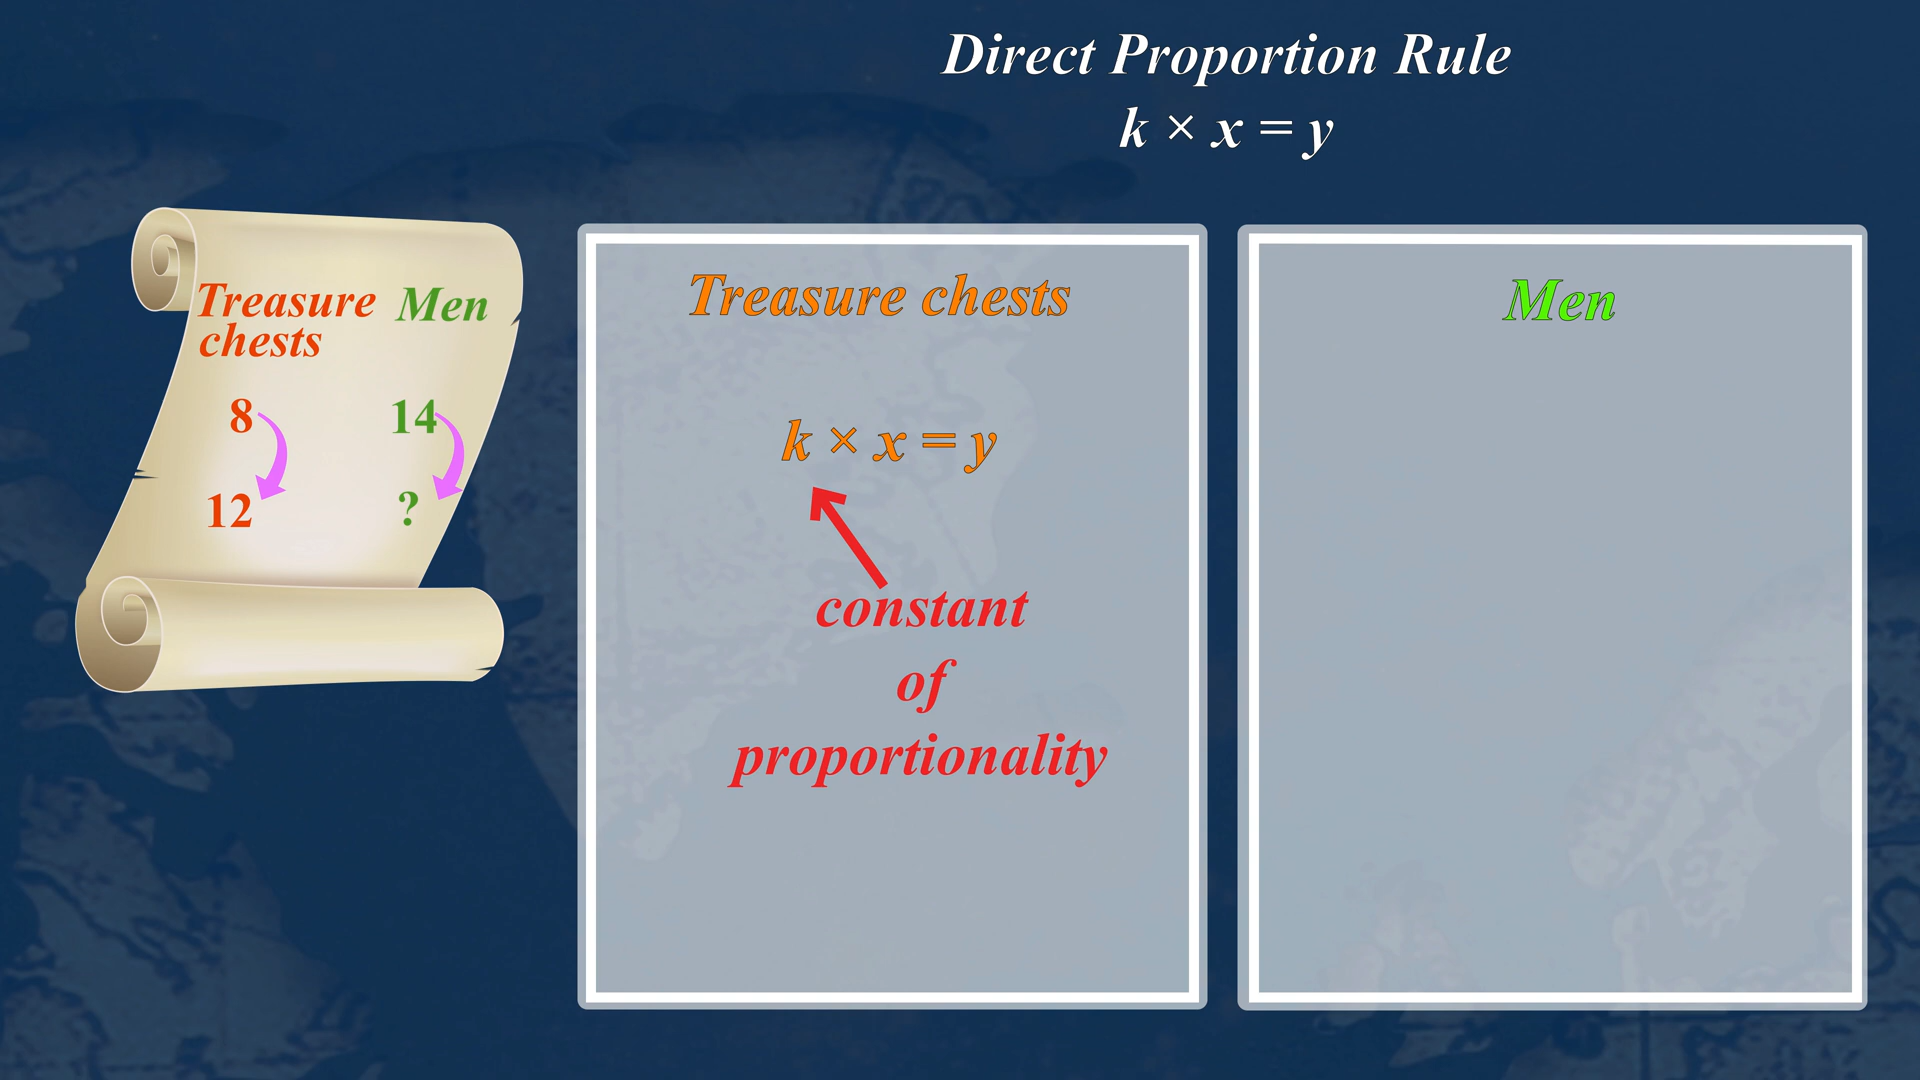 Direct Proportion Rule
k × x = y
Treasure chests
Men
8
14
12
?
Treasure chests
k × x = y
constant
of
proportionality
Men